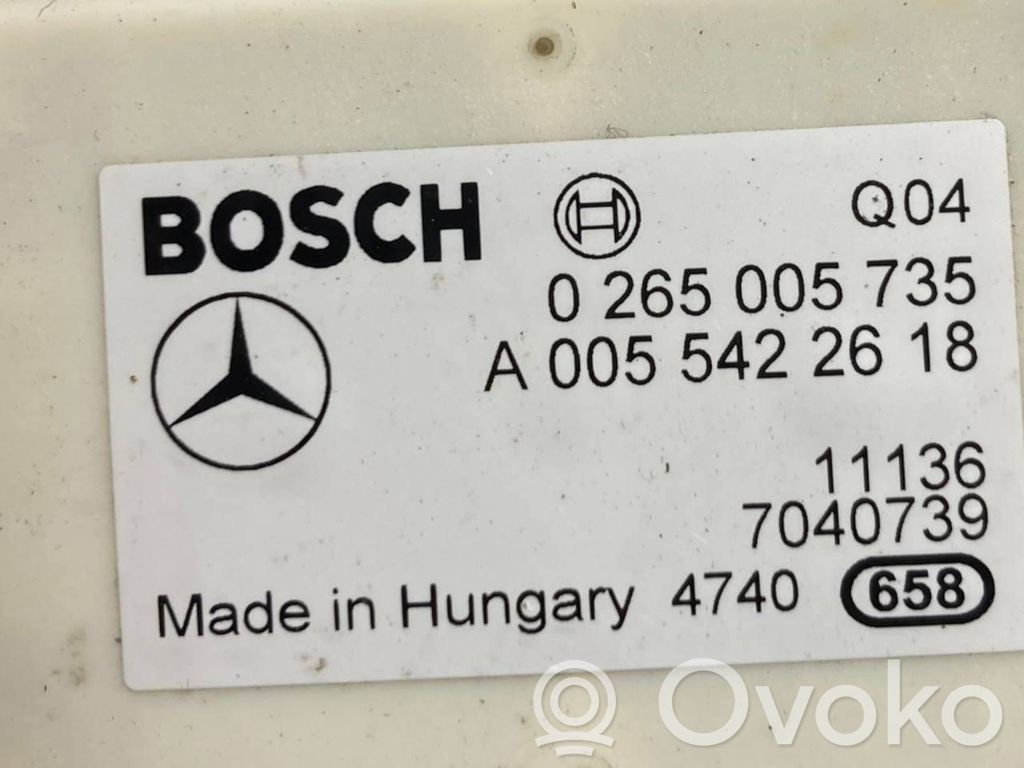 BOSCH Q04
0 265 005 735
A 005 542 26 18
11136
7040739
Made in Hungary 4740 658
Ovoko